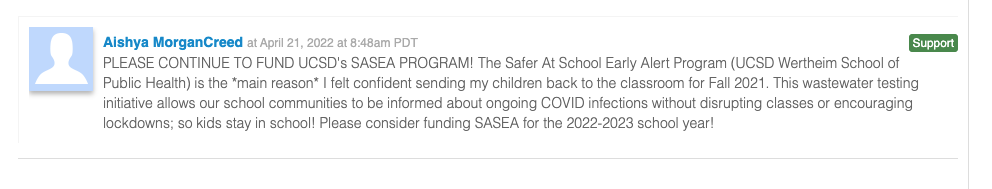 Aishya MorganCreed at April 21, 2022 at 8:48am PDT Support
PLEASE CONTINUE TO FUND UCSD's SASEA PROGRAM! The Safer At School Early Alert Program (UCSD Wertheim School of
Public Health) is the *main reason* I felt confident sending my children back to the classroom for Fall 2021. This wastewater testing
initiative allows our school communities to be informed about ongoing COVID infections without disrupting classes or encouraging
lockdowns; so kids stay in school! Please consider funding SASEA for the 2022-2023 school year!